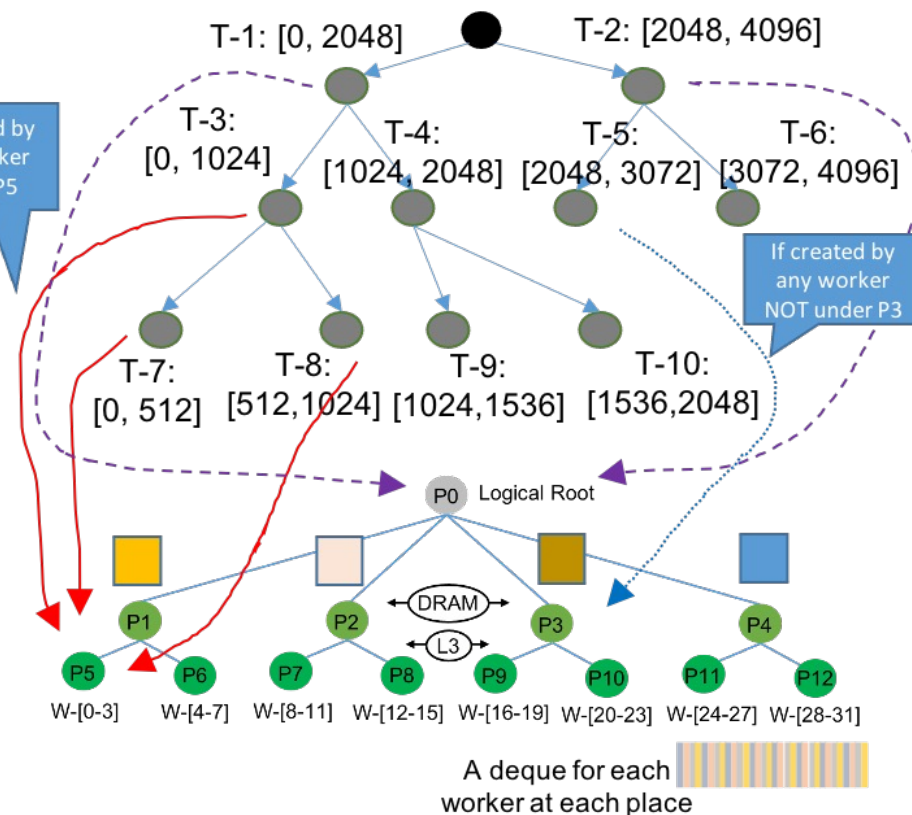 T-1: [0, 2048]
T-2: [2048, 4096]
by
P5
T-3:
[0, 1024]
T-4:
[1024, 2048]
T-5:
[2048, 3072]
T-6:
[3072, 4096]
If created by
any worker
NOT under P3
T-7:
[0, 512]
T-8:
[512,1024]
T-9:
[1024,1536]
T-10:
[1536,2048]
P0
Logical Root
DRAM
P1
P2
P3
P4
L3
P5
P6
P7
P8
P9
P10
P11
P12
W-[0-3]
W-[4-7]
W-[8-11]
W-[12-15]
W-[16-19]
W-[20-23]
W-[24-27]
W-[28-31]
A deque for each
worker at each place